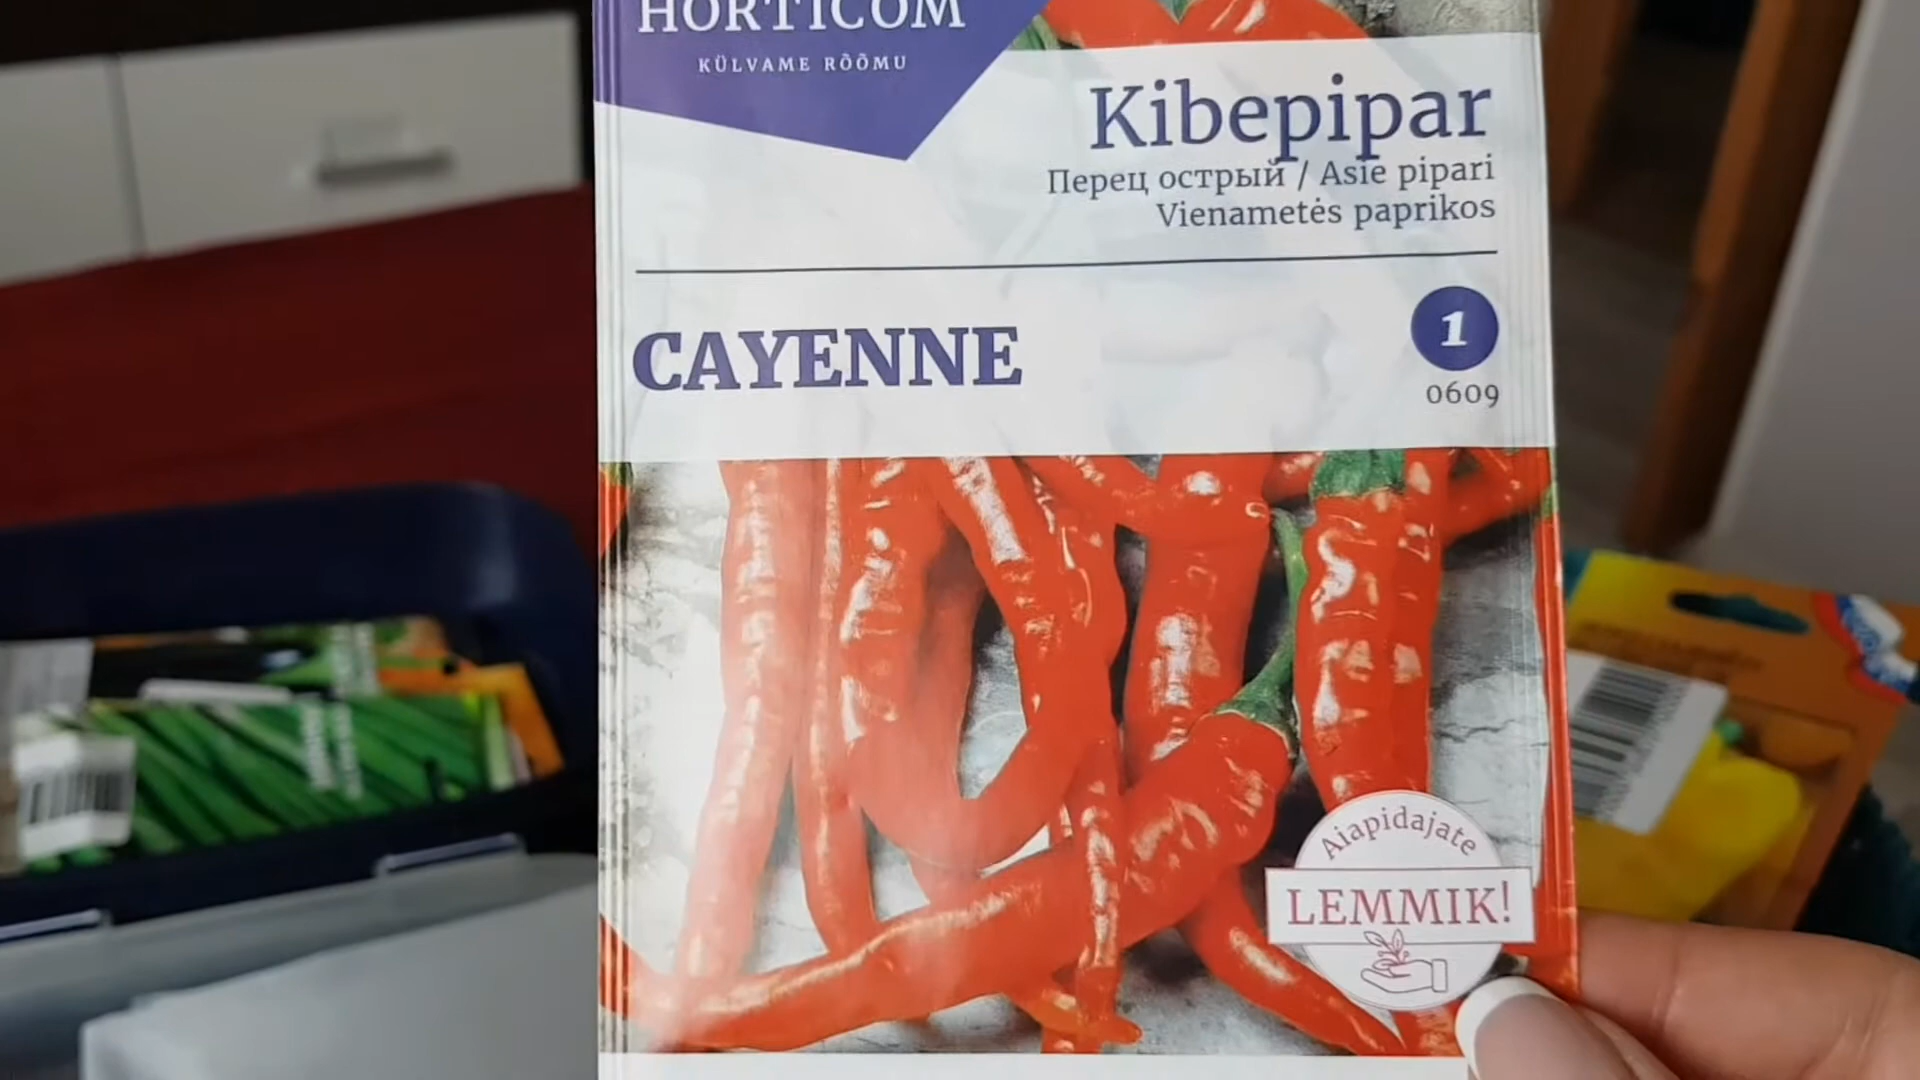 HORTICOM
KÜLVAME RÕÕMU
Kibepipar
Перец острый / Asie pipari
Vienametės paprikos
CAYENNE
1
0609
Aiapidajate
LEMMIK!